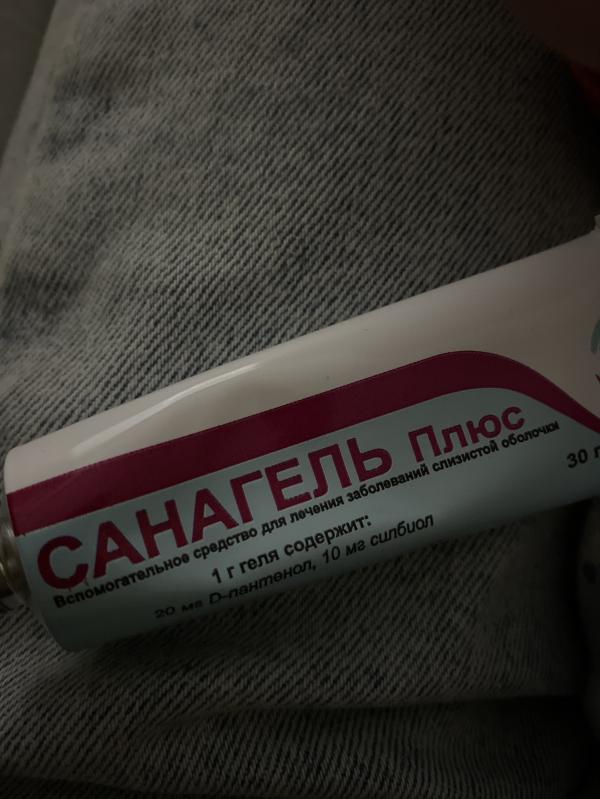 САНАГЕЛЬ Плюс
Вспомогательное средство для лечения заболеваний слизистой оболочки
1 г геля содержит:
20 мг D-пантенол, 10 мг силбиол
30 г